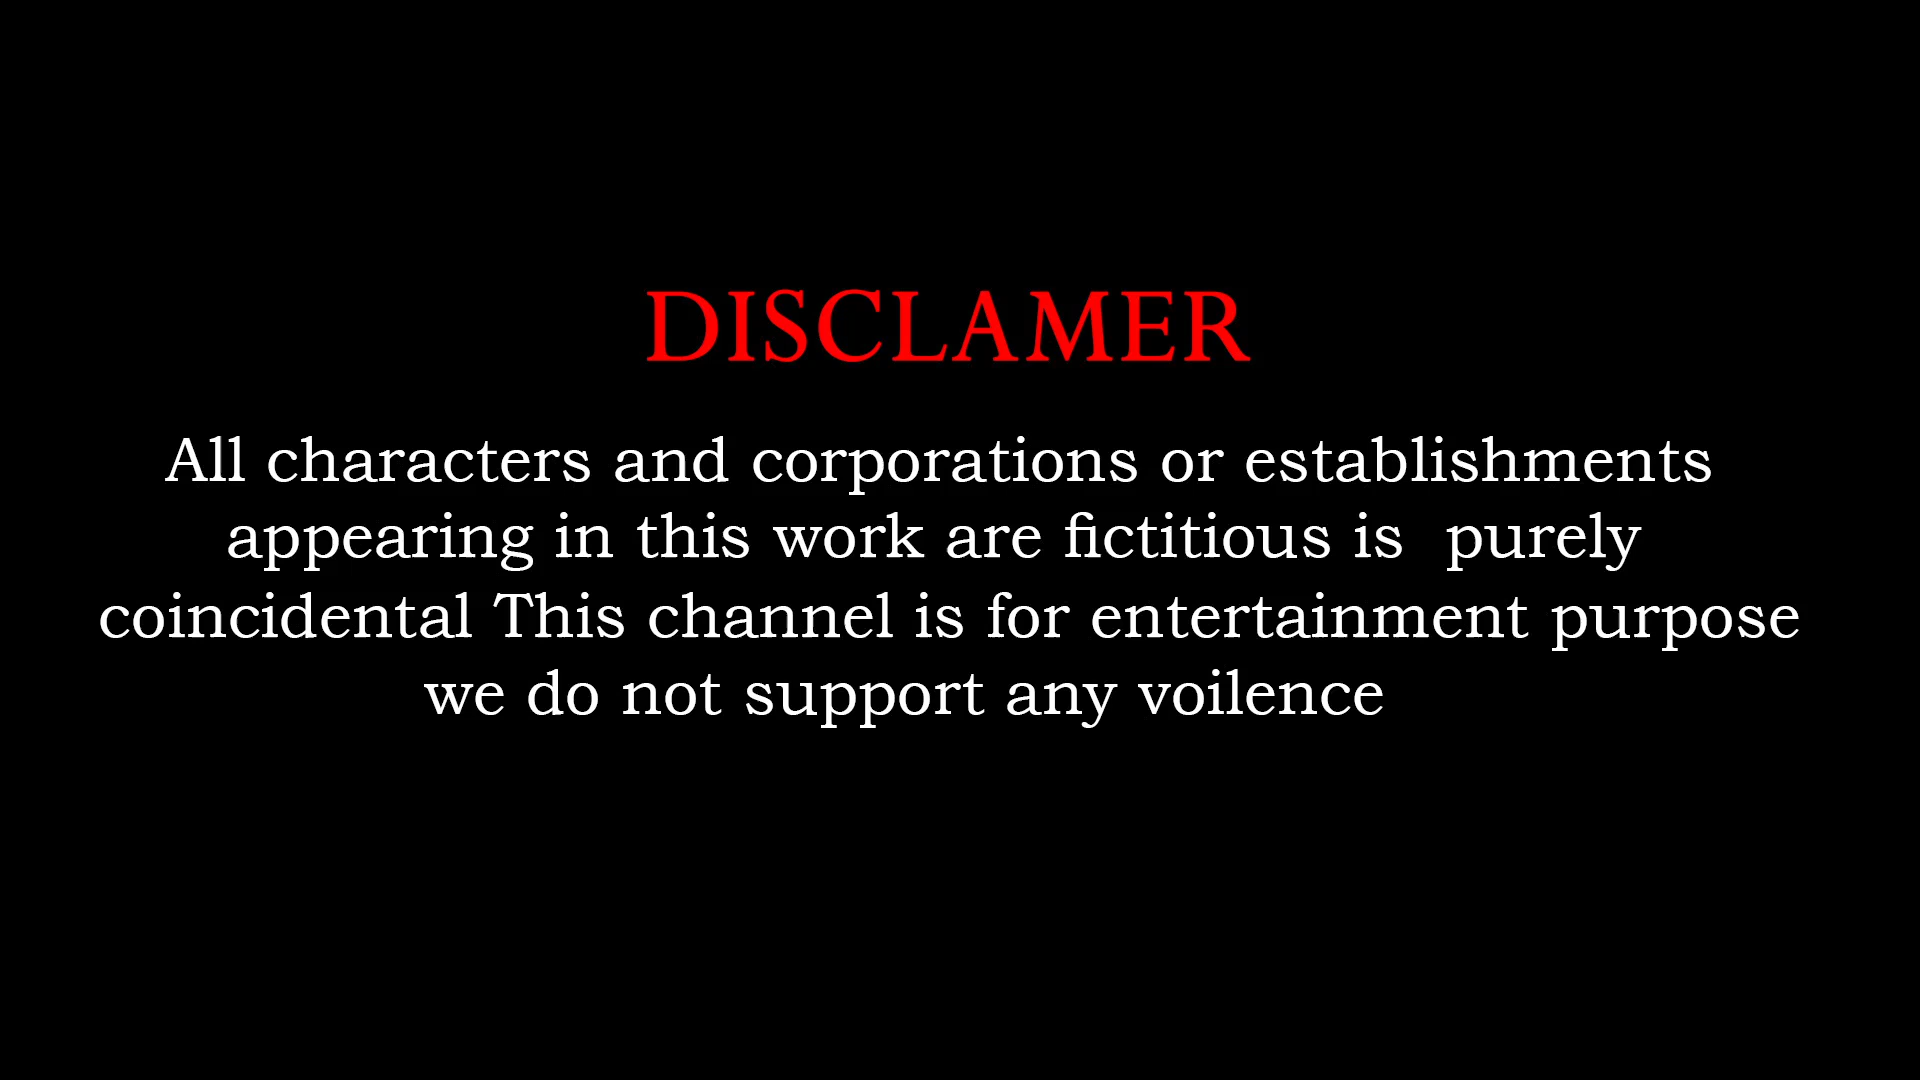 DISCLAMER
All characters and corporations or establishments
appearing in this work are fictitious is  purely
coincidental This channel is for entertainment purpose
we do not support any voilence